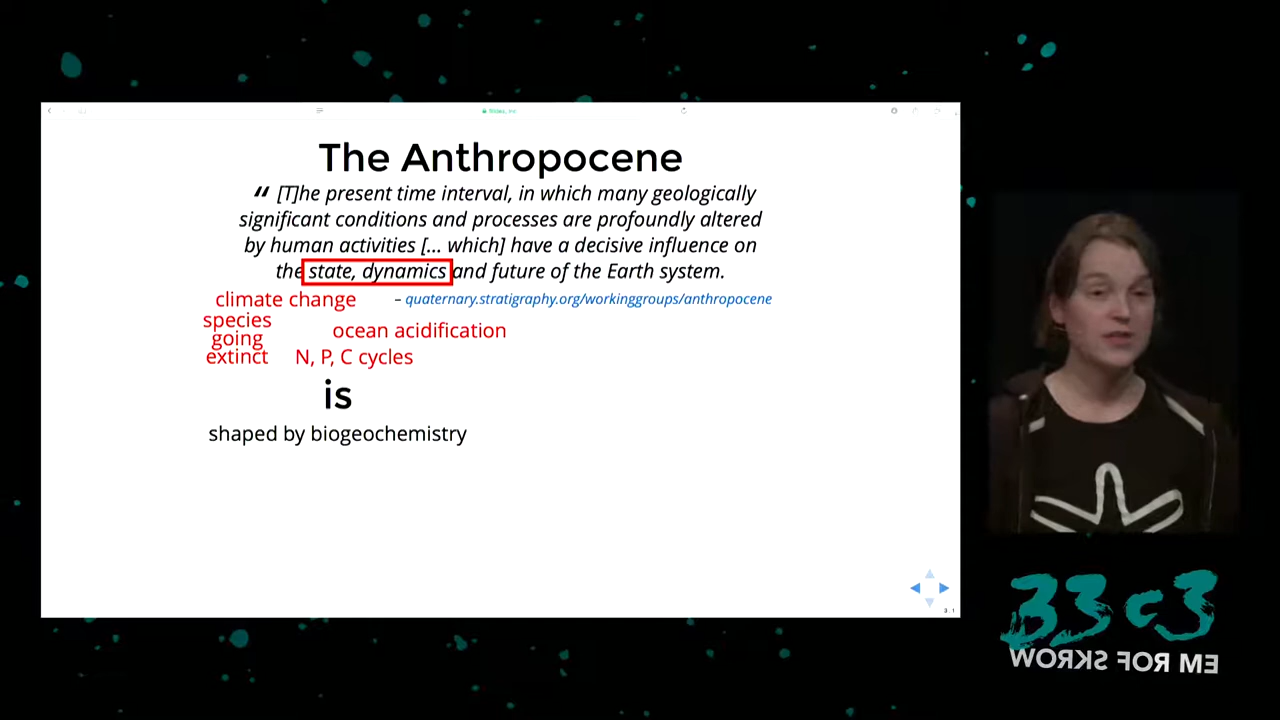 The Anthropocene
“ [T]he present time interval, in which many geologically
significant conditions and processes are profoundly altered
by human activities [... which] have a decisive influence on
the state, dynamics and future of the Earth system.
– quaternary.stratigraphy.org/workinggroups/anthropocene
climate change
species
going
extinct
ocean acidification
N, P, C cycles
is
shaped by biogeochemistry
3.1
33c3
WORKS FOR ME